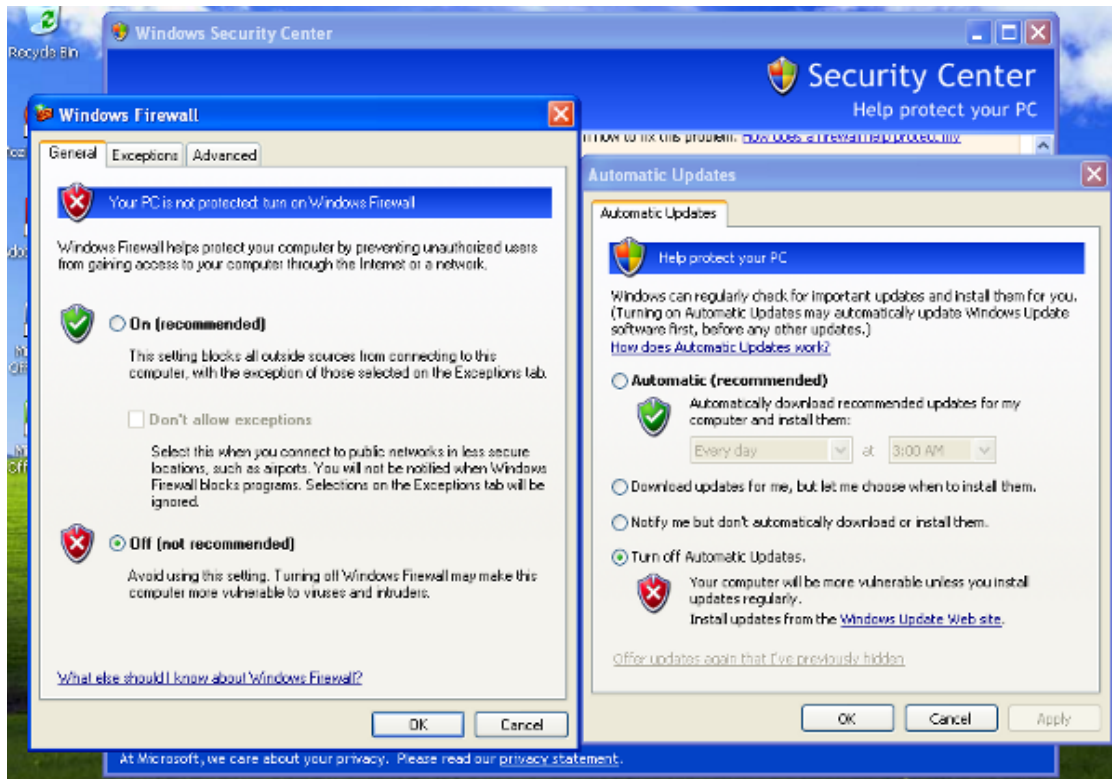 Recycle Bin
Windows Security Center
Security Center
Help protect your PC
n how to fix this problem. How does a firewall help protect my
Windows Firewall
General
Exceptions
Advanced
Your PC is not protected: turn on Windows Firewall
Windows Firewall helps protect your computer by preventing unauthorized users
from gaining access to your computer through the Internet or a network.
On (recommended)
This setting blocks all outside sources from connecting to this
computer, with the exception of those selected on the Exceptions tab.
Don't allow exceptions
Select this when you connect to public networks in less secure
locations, such as airports. You will not be notified when Windows
Firewall blocks programs. Selections on the Exceptions tab will be
ignored.
Off (not recommended)
Avoid using this setting. Turning off Windows Firewall may make this
computer more vulnerable to viruses and intruders.
What else should I know about Windows Firewall?
OK
Cancel
Automatic Updates
Automatic Updates
Help protect your PC
Windows can regularly check for important updates and install them for you.
(Turning on Automatic Updates may automatically update Windows Update
software first, before any other updates.)
How does Automatic Updates work?
Automatic (recommended)
Automatically download recommended updates for my
computer and install them:
Every day at 3:00 AM
Download updates for me, but let me choose when to install them.
Notify me but don't automatically download or install them.
Turn off Automatic Updates.
Your computer will be more vulnerable unless you install
updates regularly.
Install updates from the Windows Update Web site.
Offer updates again that I've previously hidden
OK
Cancel
Apply
At Microsoft, we care about your privacy. Please read our privacy statement.